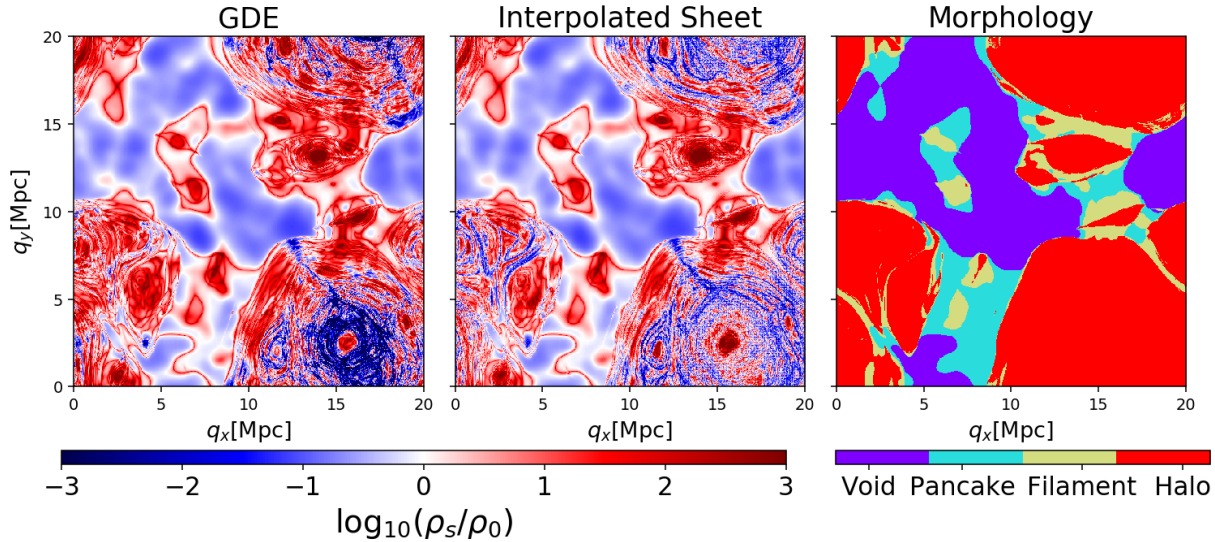 GDE
Interpolated Sheet
Morphology
20
15
10
5
0
q_y[Mpc]
0 5 10 15 20
0 5 10 15 20
0 5 10 15 20
q_x[Mpc]
q_x[Mpc]
q_x[Mpc]
−3 −2 −1 0 1 2 3
log₁₀(ρ_s/ρ_0)
Void Pancake Filament Halo